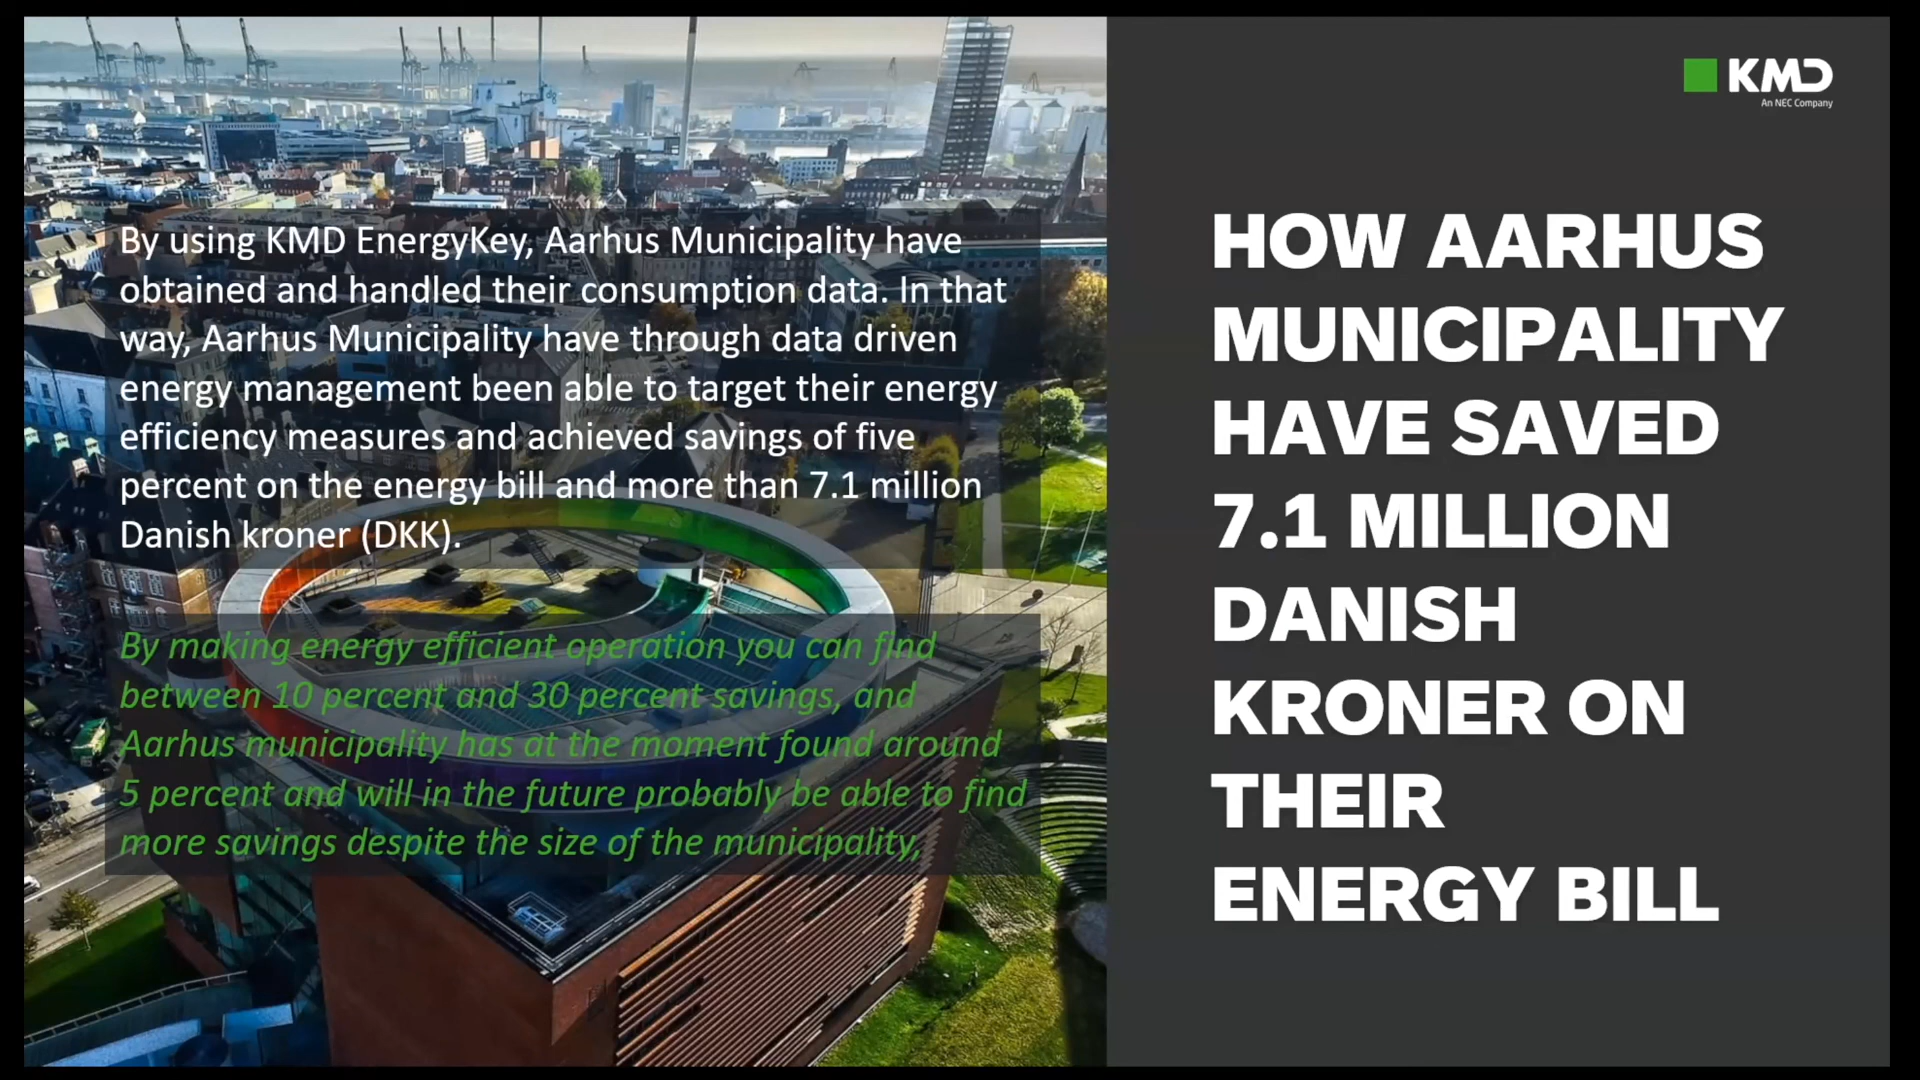 By using KMD EnergyKey, Aarhus Municipality have
obtained and handled their consumption data. In that
way, Aarhus Municipality have through data driven
energy management been able to target their energy
efficiency measures and achieved savings of five
percent on the energy bill and more than 7.1 million
Danish kroner (DKK).
By making energy efficient operation you can find
between 10 percent and 30 percent savings, and
Aarhus municipality has at the moment found around
5 percent and will in the future probably be able to find
more savings despite the size of the municipality,
KMD
An NEC Company
HOW AARHUS
MUNICIPALITY
HAVE SAVED
7.1 MILLION
DANISH
KRONER ON
THEIR
ENERGY BILL